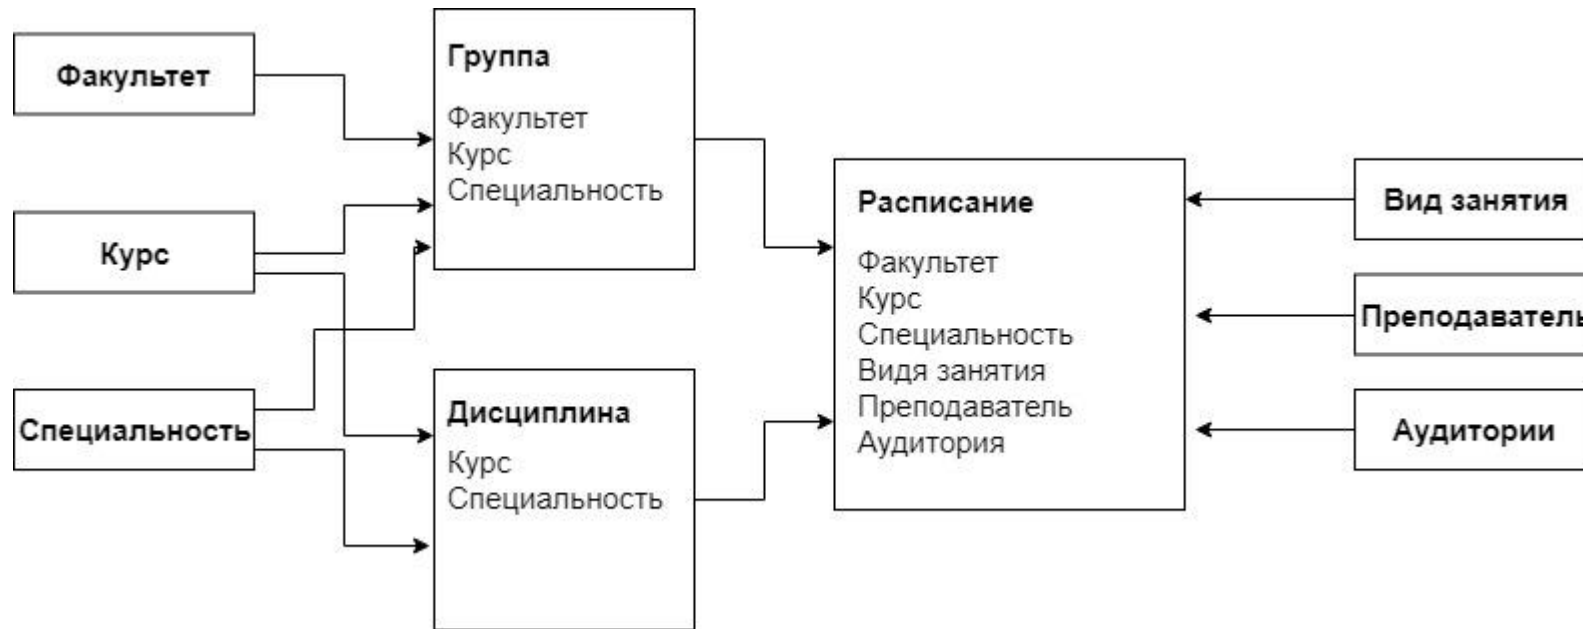 Факультет
Курс
Специальность
Группа
Факультет
Курс
Специальность
Дисциплина
Курс
Специальность
Расписание
Факультет
Курс
Специальность
Видя занятия
Преподаватель
Аудитория
Вид занятия
Преподаватель
Аудитории